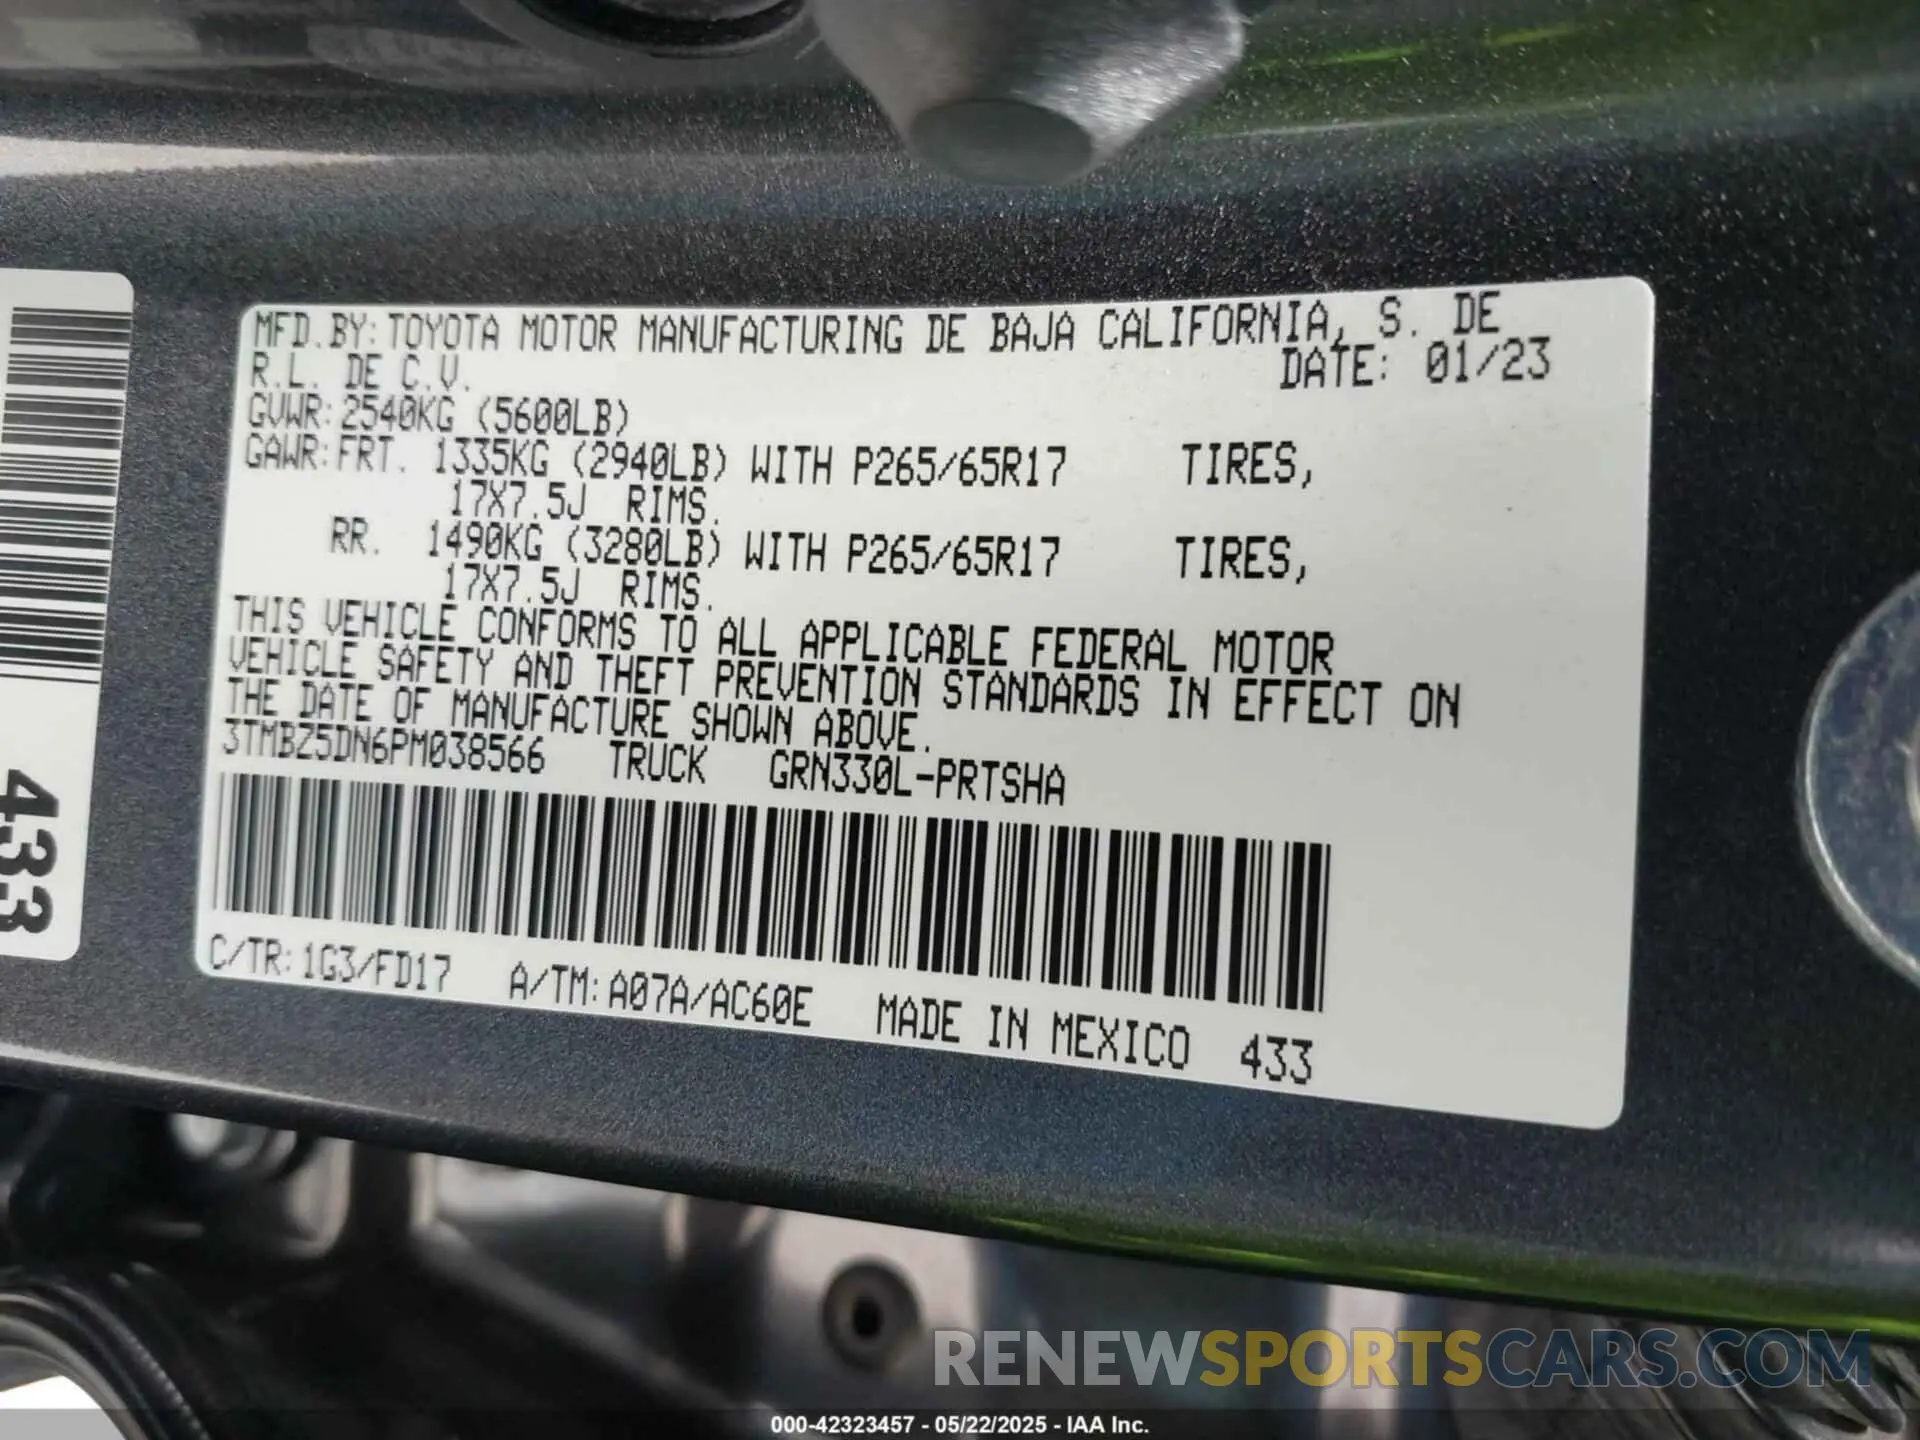 MFD.BY:TOYOTA MOTOR MANUFACTURING DE BAJA CALIFORNIA, S. DE
R.L. DE C.V.
DATE: 01/23
GVWR:2540KG (5600LB)
GAWR:FRT. 1335KG (2940LB) WITH P265/65R17 TIRES,
17X7.5J RIMS.
RR. 1490KG (3280LB) WITH P265/65R17 TIRES,
17X7.5J RIMS.
THIS VEHICLE CONFORMS TO ALL APPLICABLE FEDERAL MOTOR
VEHICLE SAFETY AND THEFT PREVENTION STANDARDS IN EFFECT ON
THE DATE OF MANUFACTURE SHOWN ABOVE.
3TMBZ5DN6PM038566 TRUCK GRN330L-PRTSHA
C/TR:1G3/FD17 A/TM:A07A/AC60E MADE IN MEXICO 433
433
RENEWSPORTSCARS.COM
000-42323457 - 05/22/2025 - IAA Inc.